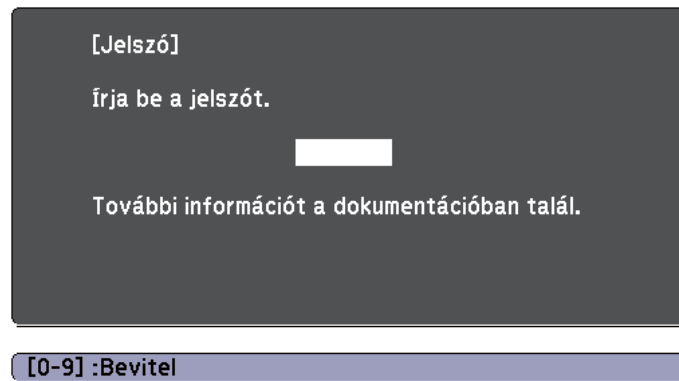 [Jelszó]
Írja be a jelszót.
További információt a dokumentációban talál.
[0-9] :Bevitel